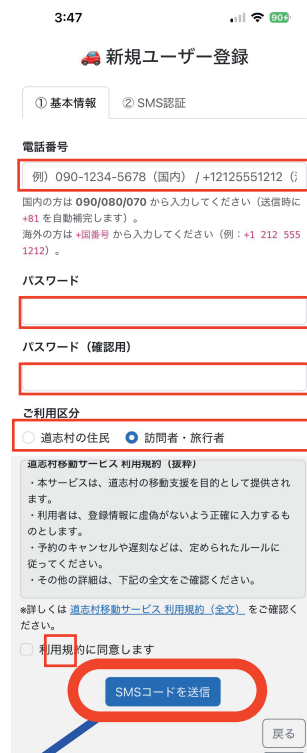 3:47
90+
新規ユーザー登録
① 基本情報
② SMS認証
電話番号
例）090-1234-5678（国内） / +12125551212（
国内の方は 090/080/070 から入力してください（送信時に
+81 を自動補完します）。
海外の方は +国番号 から入力してください（例：+1 212 555
1212）。
パスワード
パスワード（確認用）
ご利用区分
道志村の住民
訪問者・旅行者
道志村移動サービス 利用規約（抜粋）
・本サービスは、道志村の移動支援を目的として提供され
ます。
・利用者は、登録情報に虚偽がないよう正確に入力するも
のとします。
・予約のキャンセルや遅刻などは、定められたルールに
従ってください。
・その他の詳細は、下記の全文をご確認ください。
※詳しくは 道志村移動サービス 利用規約（全文） をご確認く
ださい。
利用規約に同意します
SMSコードを送信
戻る